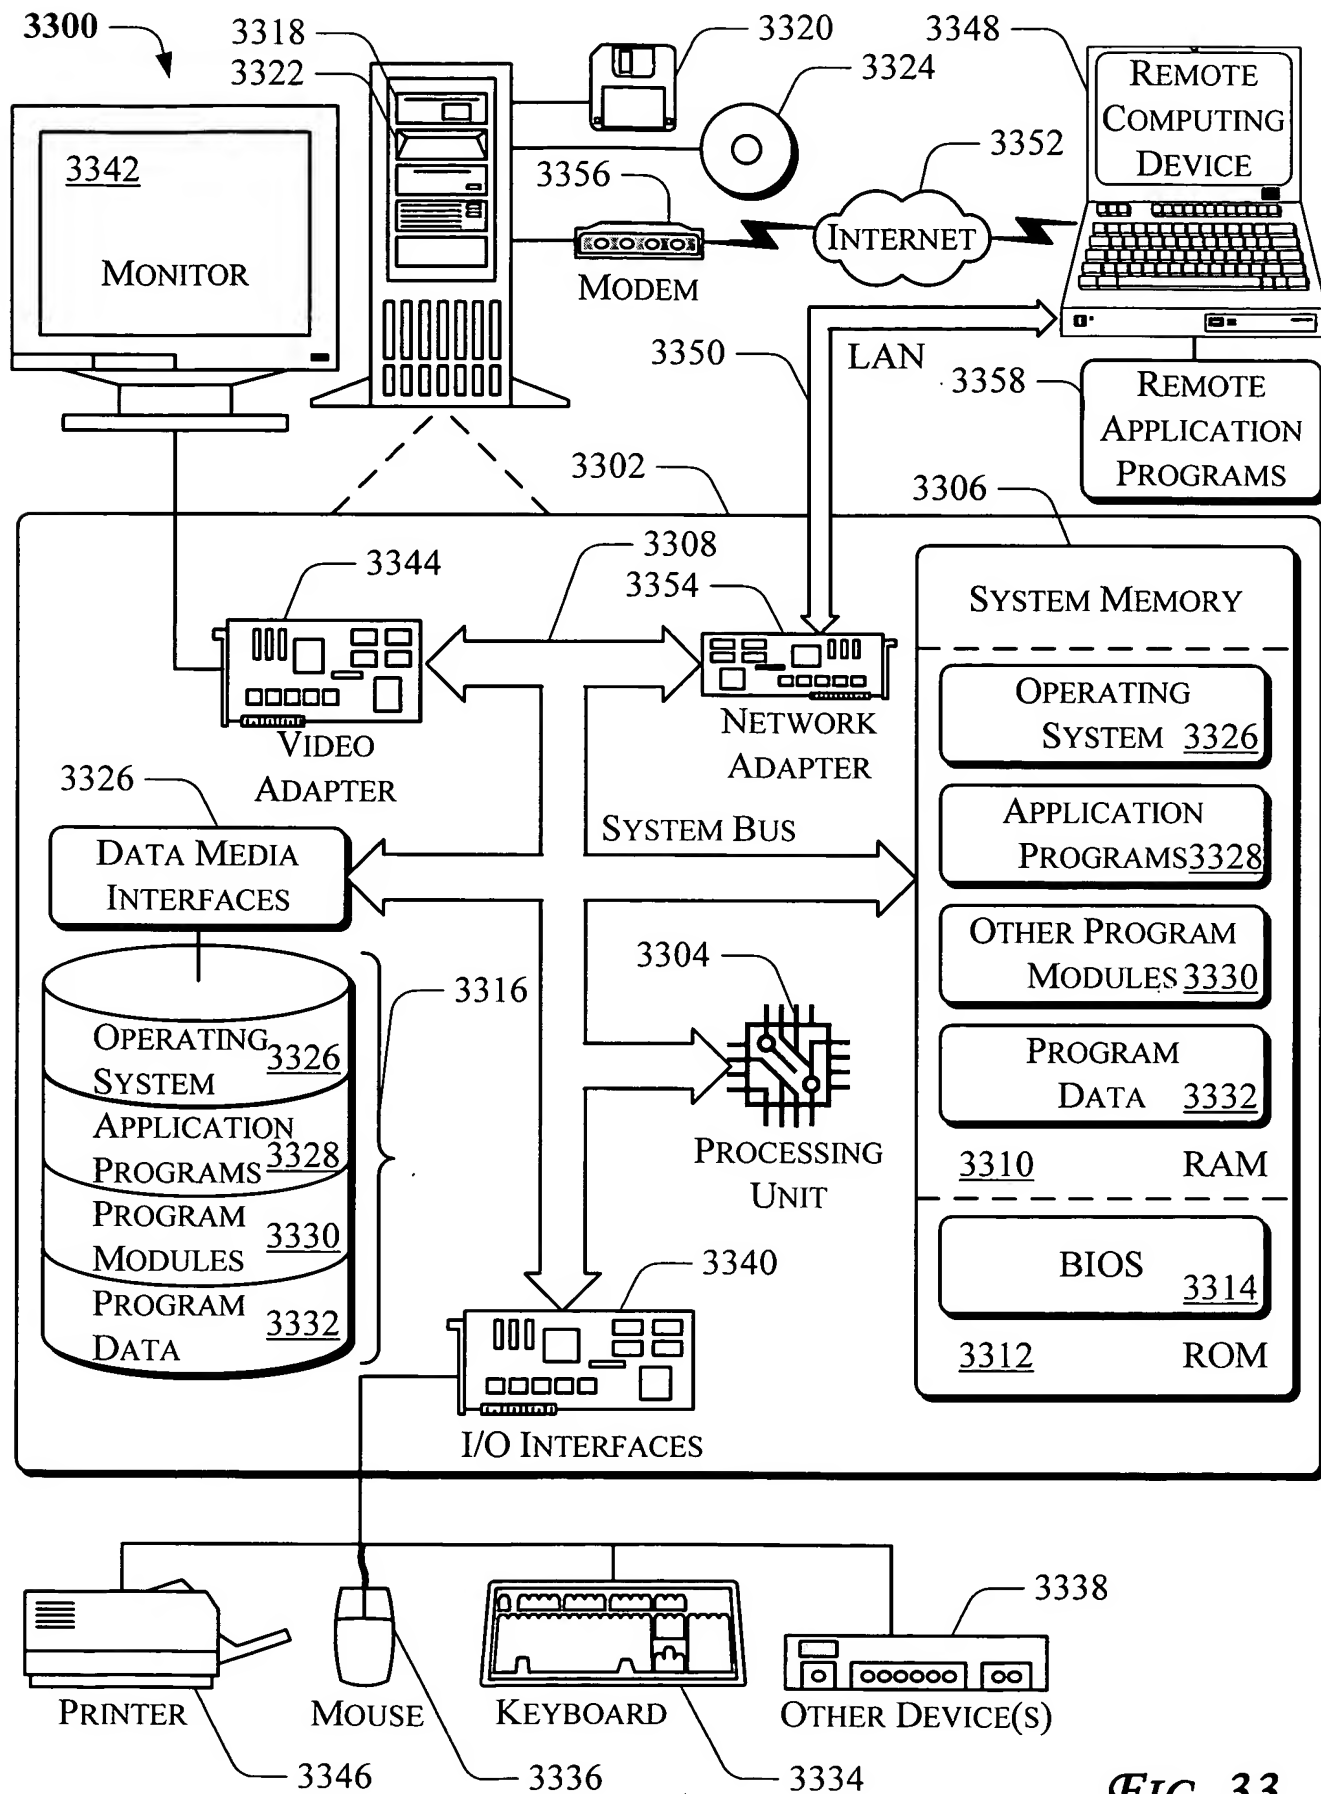 3300
3318
3322
3320
3324
3348
REMOTE
COMPUTING
DEVICE
3342
MONITOR
3356
MODEM
3352
INTERNET
3350
LAN
3358
REMOTE
APPLICATION
PROGRAMS
3302
3306
3308
3344
3354
SYSTEM MEMORY
VIDEO
ADAPTER
NETWORK
ADAPTER
OPERATING
SYSTEM 3326
3326
DATA MEDIA
INTERFACES
SYSTEM BUS
APPLICATION
PROGRAMS 3328
OTHER PROGRAM
MODULES 3330
3304
3316
PROCESSING
UNIT
PROGRAM
DATA 3332
3310 RAM
OPERATING
SYSTEM 3326
APPLICATION
PROGRAMS 3328
PROGRAM
MODULES 3330
PROGRAM
DATA 3332
3340
BIOS
3314
3312 ROM
I/O INTERFACES
PRINTER
MOUSE
KEYBOARD
3338
OTHER DEVICE(S)
3346
3336
3334
FIG. 33